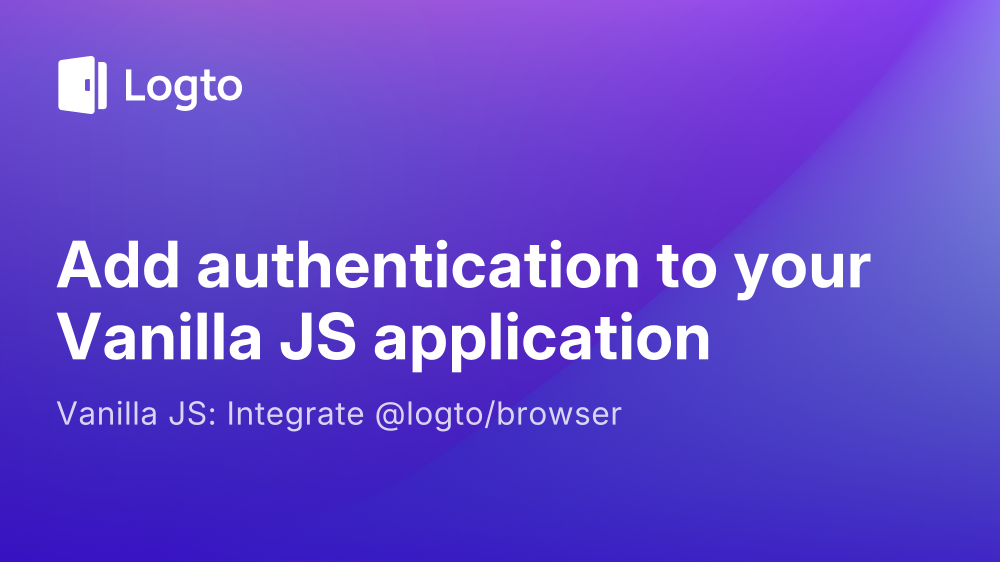 Logto
Add authentication to your
Vanilla JS application
Vanilla JS: Integrate @logto/browser